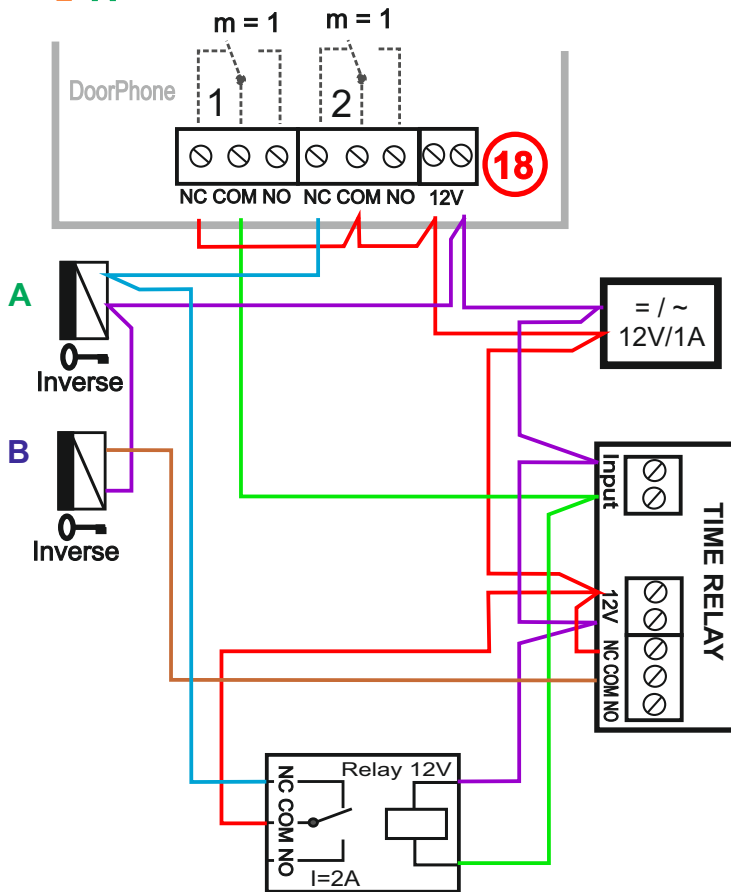 m = 1
m = 1
DoorPhone
1
2
18
NC COM NO
NC COM NO
12V
A
Inverse
= / ~
12V/1A
B
Inverse
Input
12V
NC COM NO
TIME RELAY
Relay 12V
NC COM NO
I=2A